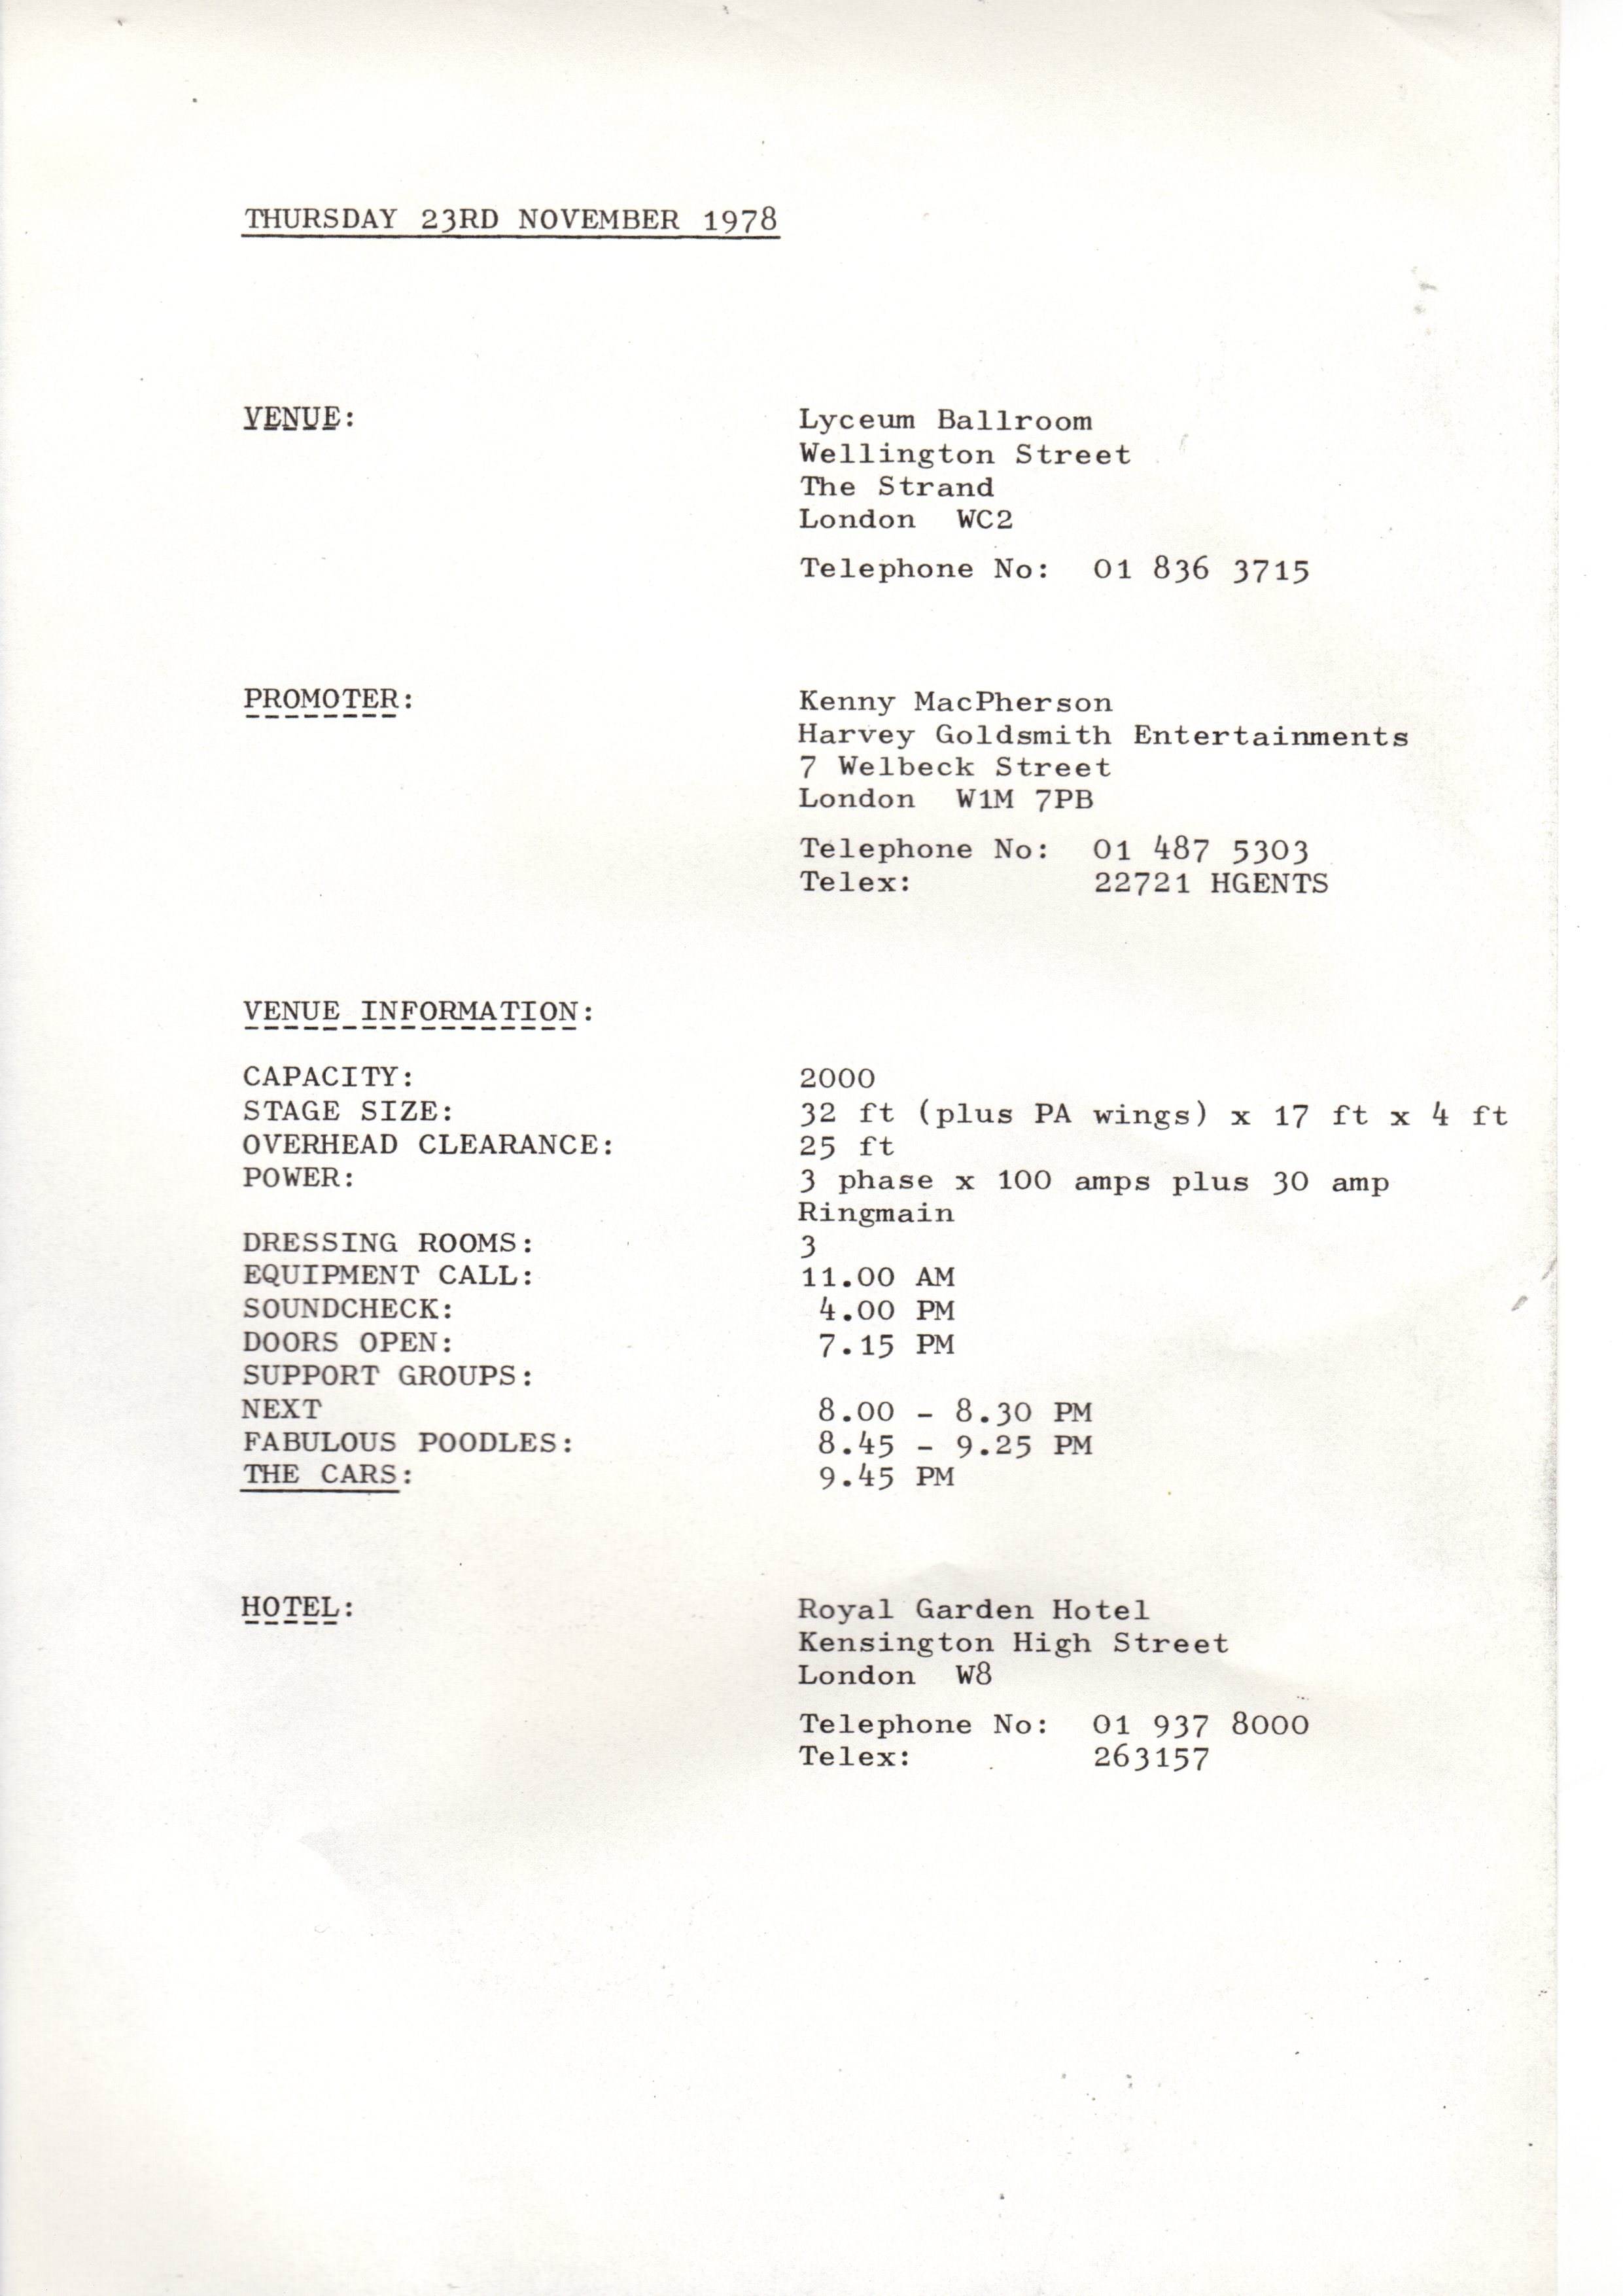 THURSDAY 23RD NOVEMBER 1978
VENUE: Lyceum Ballroom
Wellington Street
The Strand
London WC2
Telephone No: 01 836 3715
PROMOTER: Kenny MacPherson
Harvey Goldsmith Entertainments
7 Welbeck Street
London W1M 7PB
Telephone No: 01 487 5303
Telex: 22721 HGENTS
VENUE INFORMATION:
CAPACITY: 2000
STAGE SIZE: 32 ft (plus PA wings) x 17 ft x 4 ft
OVERHEAD CLEARANCE: 25 ft
POWER: 3 phase x 100 amps plus 30 amp
Ringmain
DRESSING ROOMS: 3
EQUIPMENT CALL: 11.00 AM
SOUNDCHECK: 4.00 PM
DOORS OPEN: 7.15 PM
SUPPORT GROUPS:
NEXT 8.00 - 8.30 PM
FABULOUS POODLES: 8.45 - 9.25 PM
THE CARS: 9.45 PM
HOTEL: Royal Garden Hotel
Kensington High Street
London W8
Telephone No: 01 937 8000
Telex: 263157